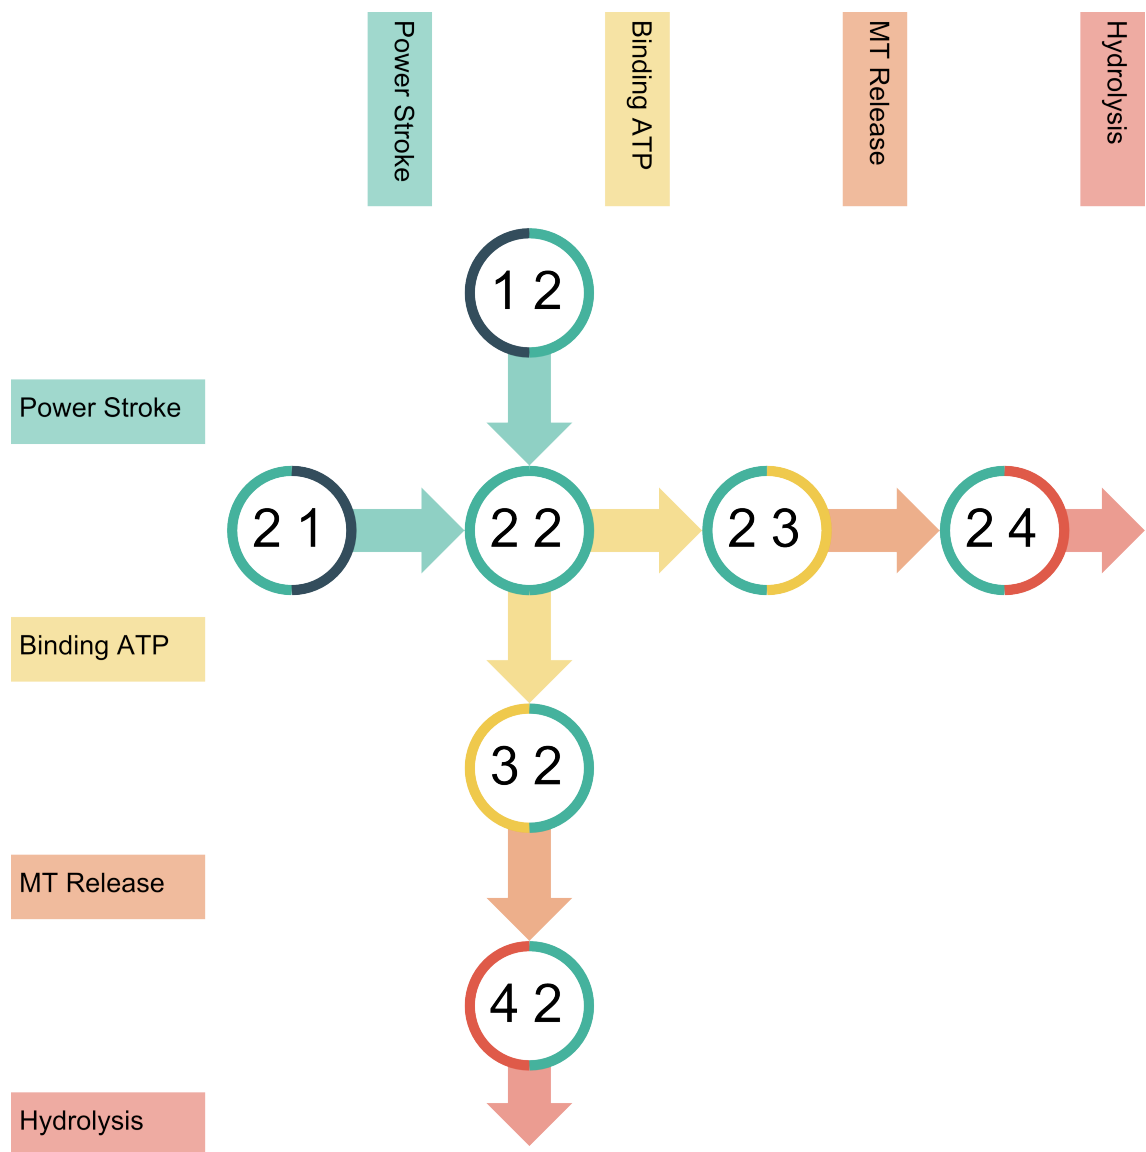 Power Stroke
Binding ATP
MT Release
Hydrolysis
1 2
Power Stroke
2 1
2 2
2 3
2 4
Binding ATP
3 2
MT Release
4 2
Hydrolysis